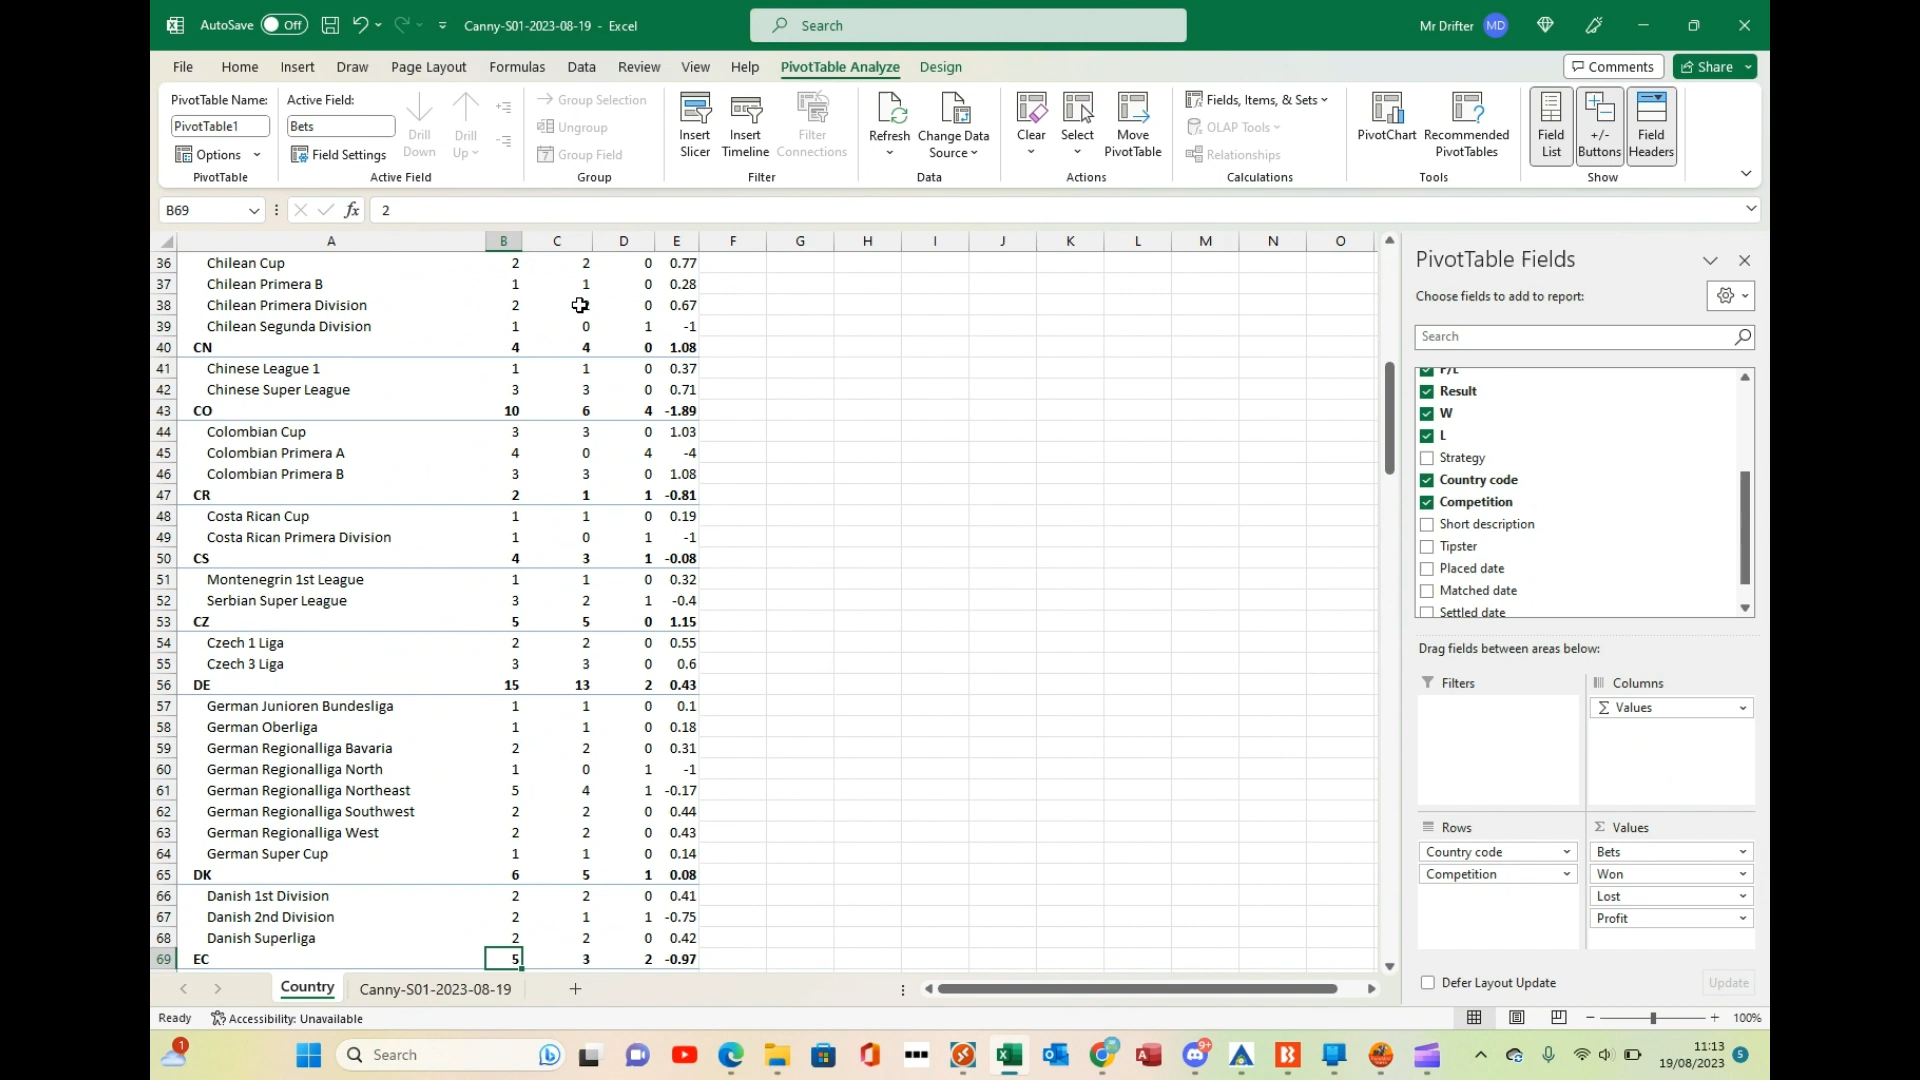 AutoSave Off Canny-S01-2023-08-19 - Excel Search Mr Drifter MD
File Home Insert Draw Page Layout Formulas Data Review View Help PivotTable Analyze Design Comments Share
PivotTable Name:
PivotTable1
Options
PivotTable
Active Field:
Bets
Field Settings
Drill Down
Drill Up
Active Field
Group Selection
Ungroup
Group Field
Group
Insert Slicer
Insert Timeline
Filter Connections
Filter
Refresh
Change Data Source
Data
Clear
Select
Move PivotTable
Actions
Fields, Items, & Sets
OLAP Tools
Relationships
Calculations
PivotChart
Recommended PivotTables
Tools
Field List
+/- Buttons
Field Headers
Show
B69 fx 2
A B C D E F G H I J K L M N O
36 Chilean Cup 2 2 0 0.77
37 Chilean Primera B 1 1 0 0.28
38 Chilean Primera Division 2 0 0.67
39 Chilean Segunda Division 1 0 1 -1
40 CN 4 4 0 1.08
41 Chinese League 1 1 1 0 0.37
42 Chinese Super League 3 3 0 0.71
43 CO 10 6 4 -1.89
44 Colombian Cup 3 3 0 1.03
45 Colombian Primera A 4 0 4 -4
46 Colombian Primera B 3 3 0 1.08
47 CR 2 1 1 -0.81
48 Costa Rican Cup 1 1 0 0.19
49 Costa Rican Primera Division 1 0 1 -1
50 CS 4 3 1 -0.08
51 Montenegrin 1st League 1 1 0 0.32
52 Serbian Super League 3 2 1 -0.4
53 CZ 5 5 0 1.15
54 Czech 1 Liga 2 2 0 0.55
55 Czech 3 Liga 3 3 0 0.6
56 DE 15 13 2 0.43
57 German Junioren Bundesliga 1 1 0 0.1
58 German Oberliga 1 1 0 0.18
59 German Regionalliga Bavaria 2 2 0 0.31
60 German Regionalliga North 1 0 1 -1
61 German Regionalliga Northeast 5 4 1 -0.17
62 German Regionalliga Southwest 2 2 0 0.44
63 German Regionalliga West 2 2 0 0.43
64 German Super Cup 1 1 0 0.14
65 DK 6 5 1 0.08
66 Danish 1st Division 2 2 0 0.41
67 Danish 2nd Division 2 1 1 -0.75
68 Danish Superliga 2 2 0 0.42
69 EC 5 3 2 -0.97
PivotTable Fields
Choose fields to add to report:
Search
P/L
Result
W
L
Strategy
Country code
Competition
Short description
Tipster
Placed date
Matched date
Settled date
Drag fields between areas below:
Filters
Columns
Σ Values
Rows
Country code
Competition
Σ Values
Bets
Won
Lost
Profit
Defer Layout Update Update
Country Canny-S01-2023-08-19 +
Ready Accessibility: Unavailable 100%
1 Search 9+ 11:13
19/08/2023 5